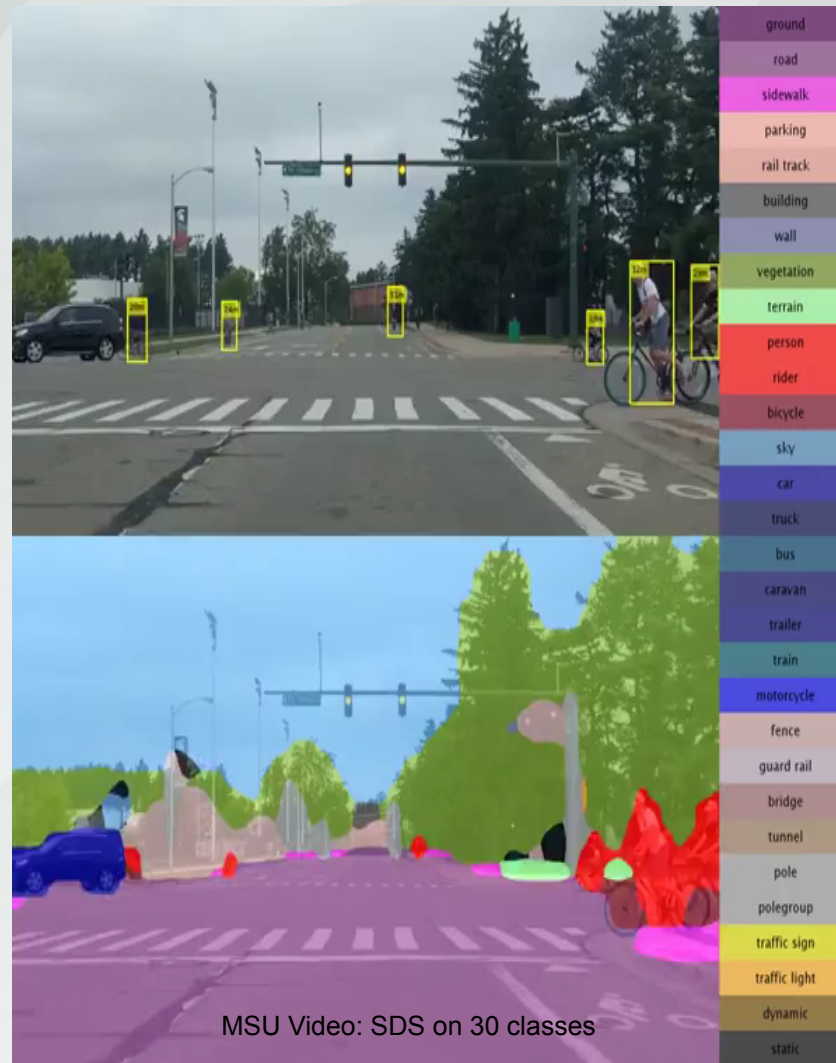 ground
road
sidewalk
parking
rail track
building
wall
vegetation
terrain
person
rider
bicycle
sky
car
truck
bus
caravan
trailer
train
motorcycle
fence
guard rail
bridge
tunnel
pole
polegroup
traffic sign
traffic light
dynamic
static
24m
12m
MSU Video: SDS on 30 classes